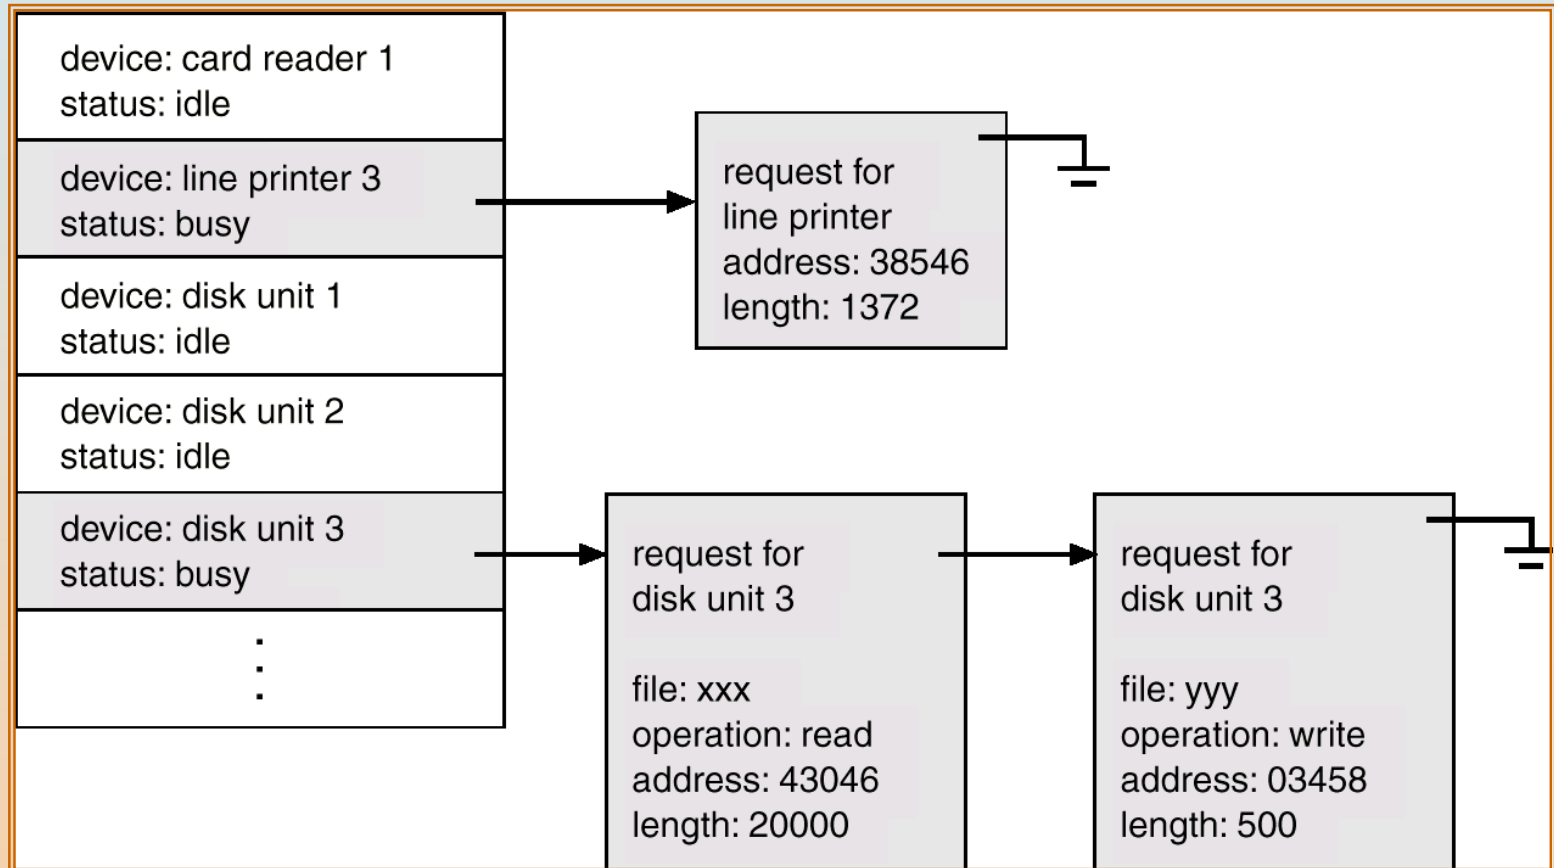 device: card reader 1
status: idle
device: line printer 3
status: busy
device: disk unit 1
status: idle
device: disk unit 2
status: idle
device: disk unit 3
status: busy
request for
line printer
address: 38546
length: 1372
request for
disk unit 3
file: xxx
operation: read
address: 43046
length: 20000
request for
disk unit 3
file: yyy
operation: write
address: 03458
length: 500